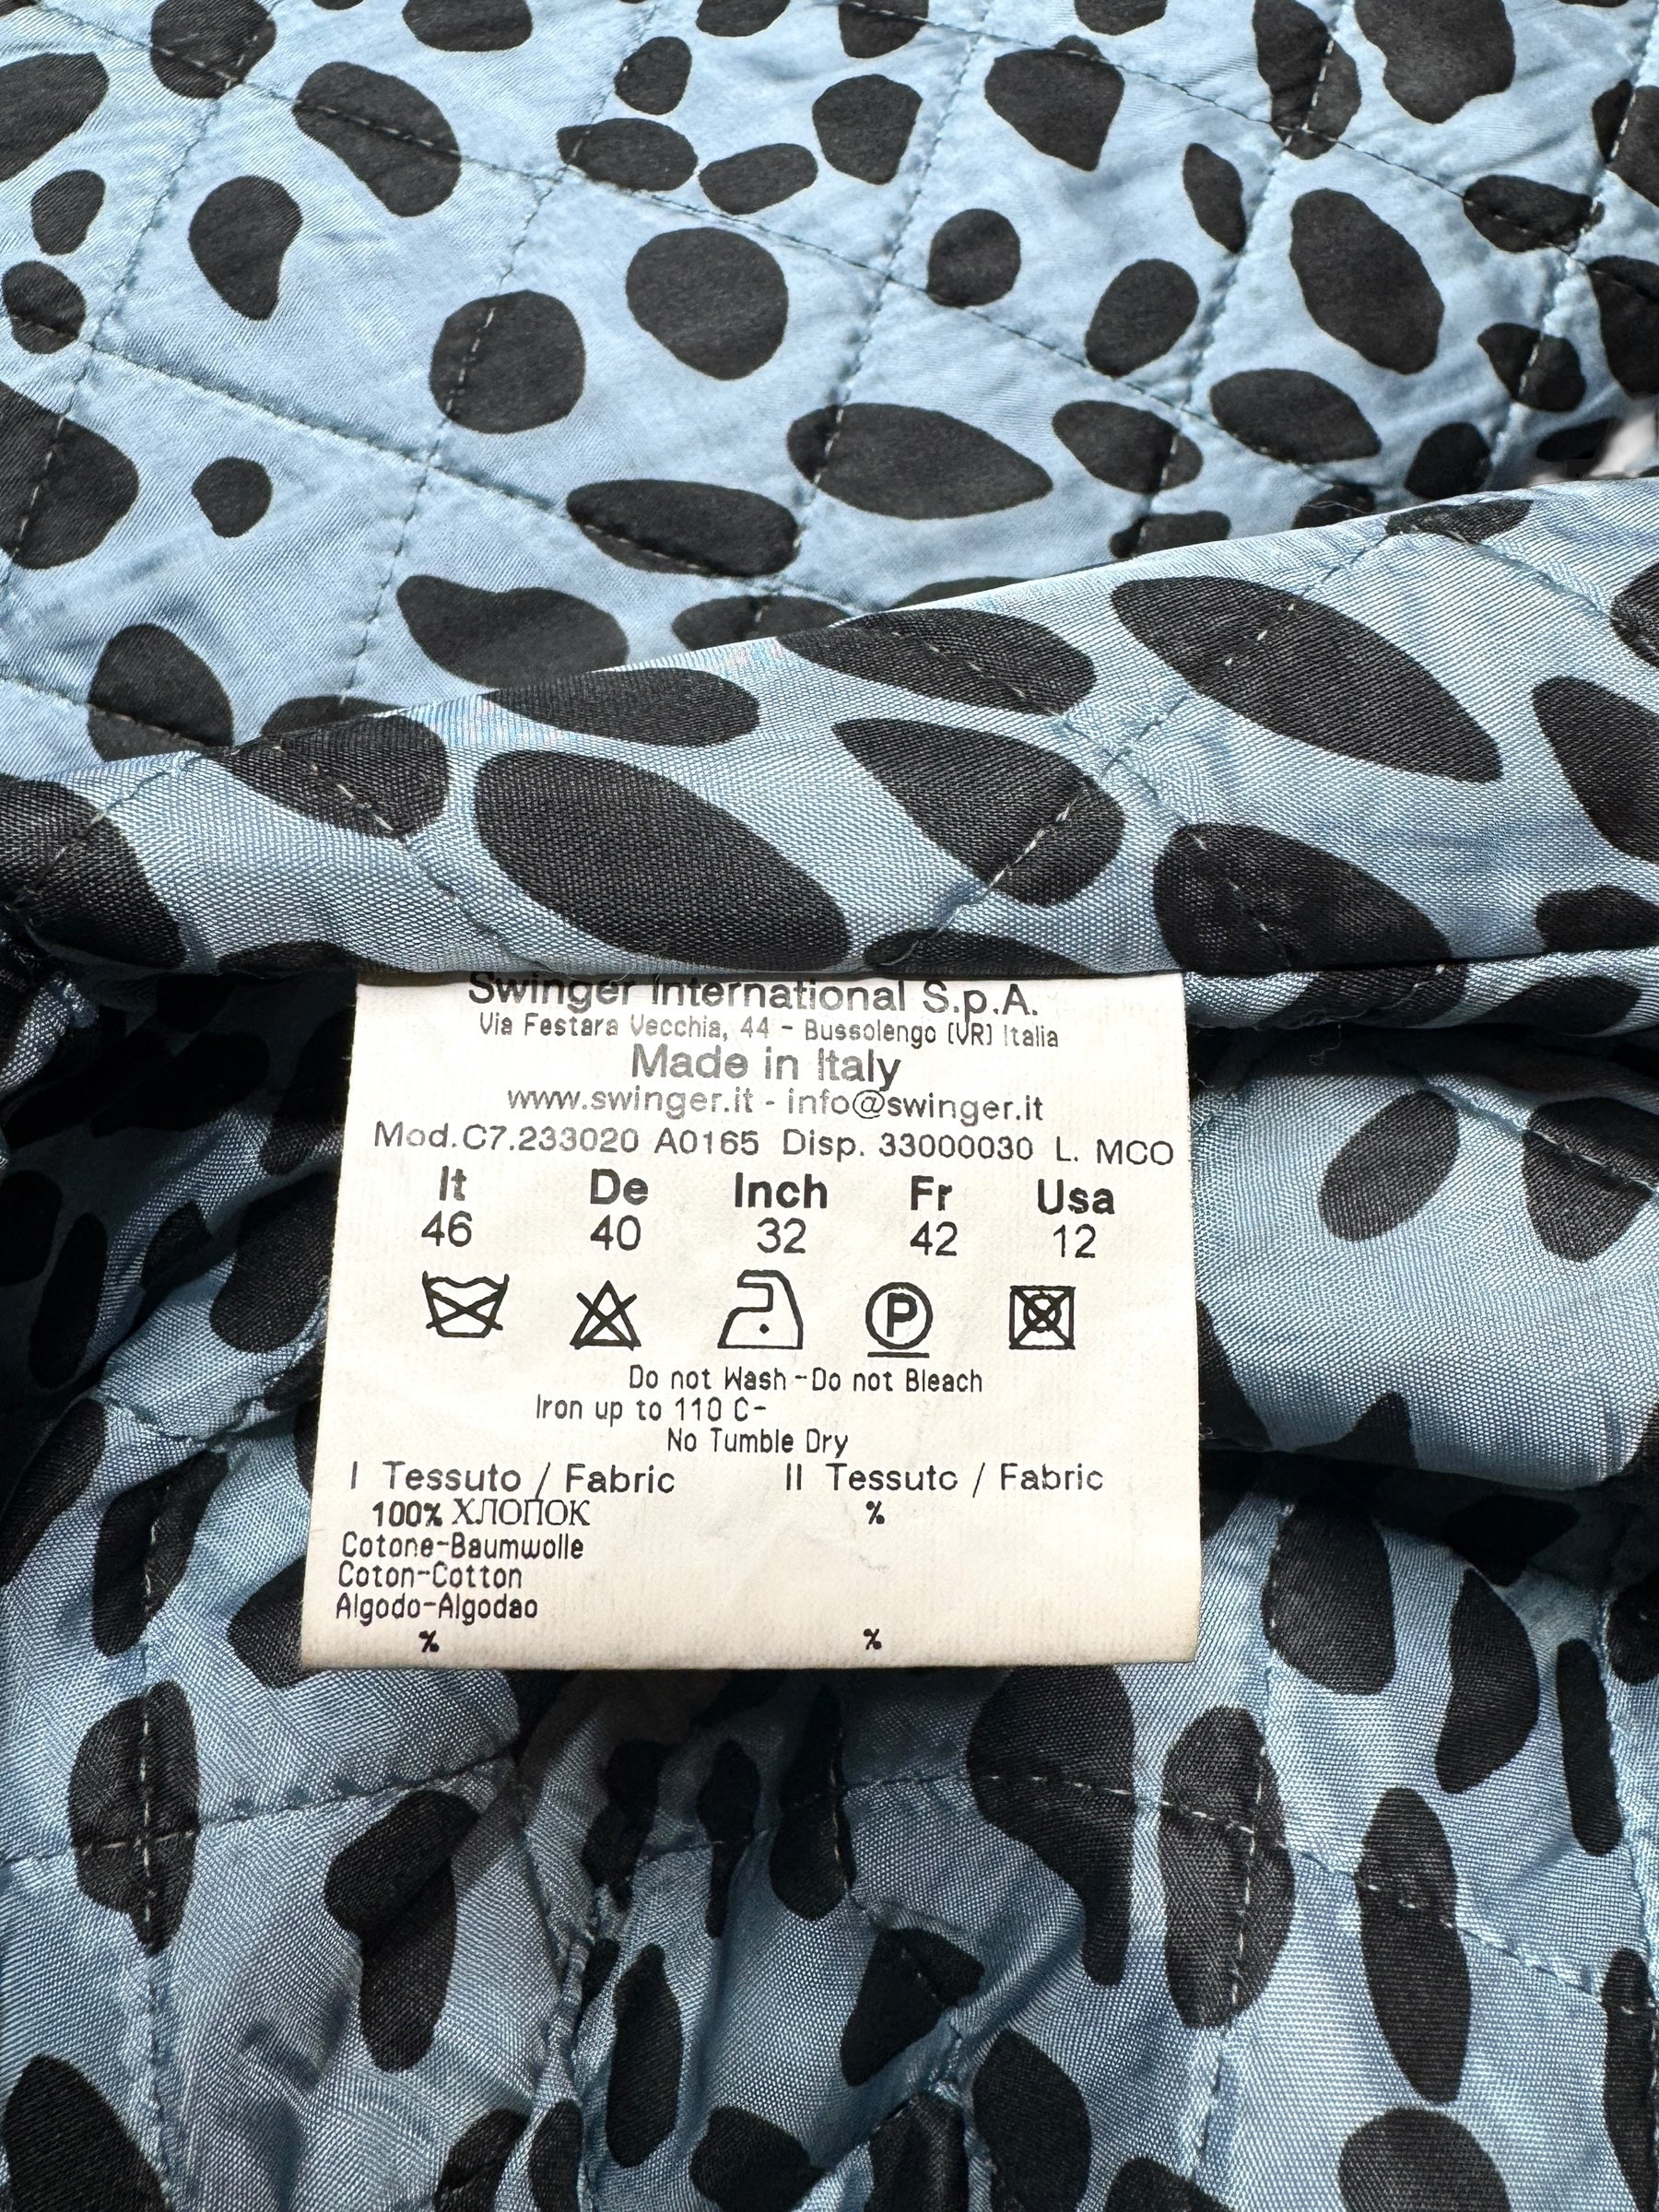 Swinger International S.p.A.
Via Festara Vecchia, 44 - Bussolengo (VR) Italia
Made in Italy
www.swinger.it - info@swinger.it
Mod.C7.233020 A0165 Disp. 33000030 L. MCO
It De Inch Fr Usa
46 40 32 42 12
P
Do not Wash-Do not Bleach
Iron up to 110 C-
No Tumble Dry
I Tessuto / Fabric II Tessuto / Fabric
100% ХЛОПОК %
Cotone-Baumwolle
Coton-Cotton
Algodo-Algodao
% %